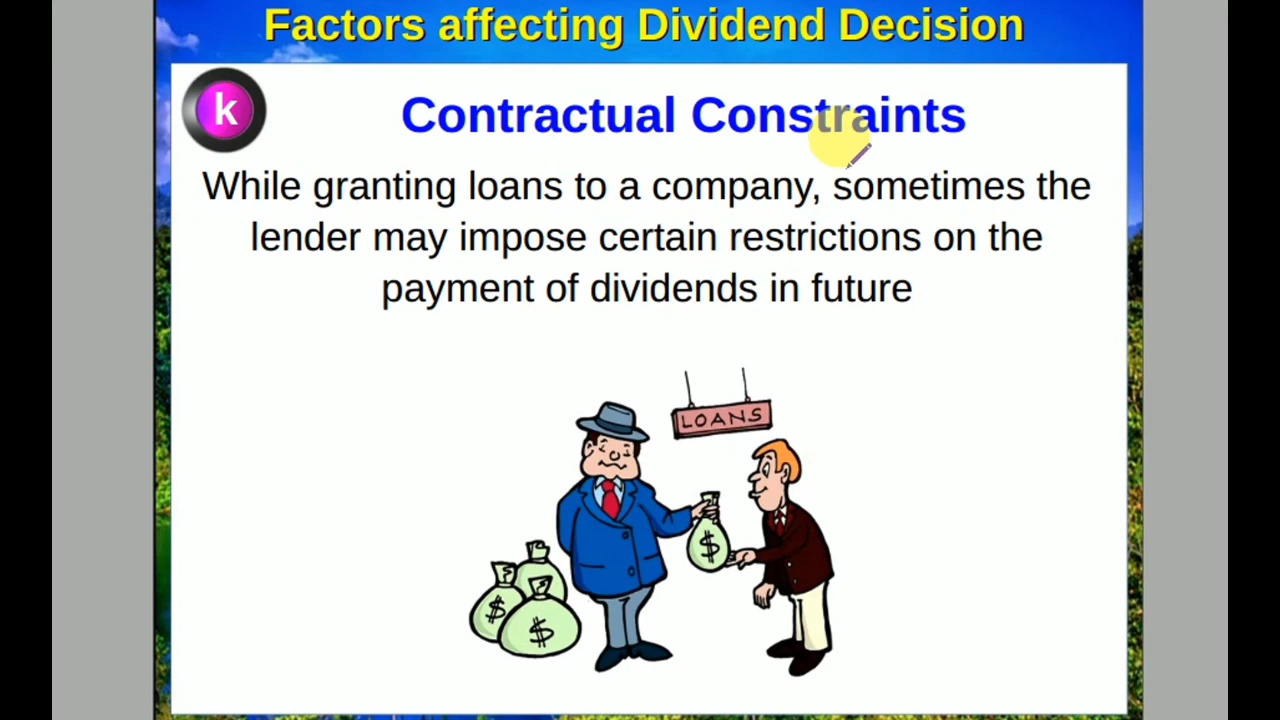 Factors affecting Dividend Decision
k
Contractual Constraints
While granting loans to a company, sometimes the
lender may impose certain restrictions on the
payment of dividends in future
LOANS
$
$
$